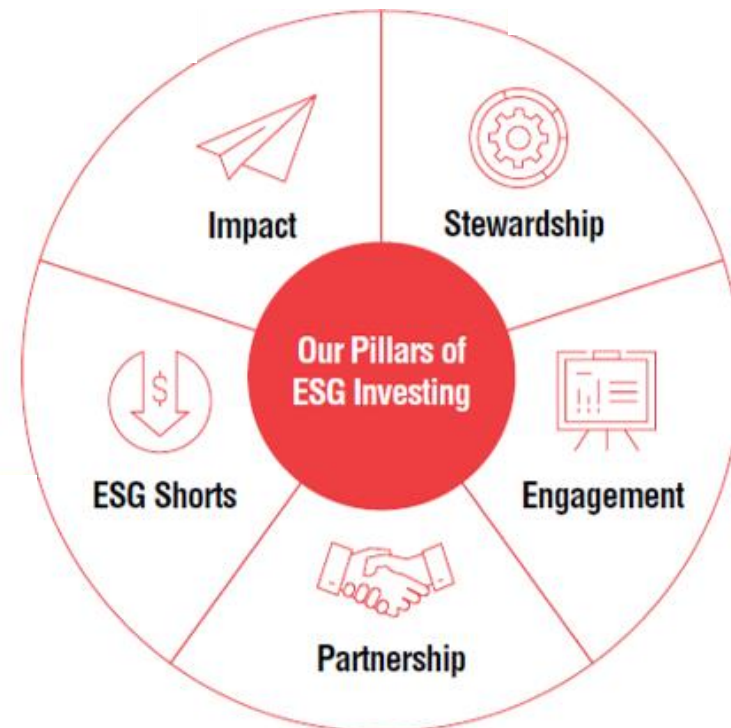 Impact
Stewardship
Our Pillars of
ESG Investing
$
ESG Shorts
Engagement
Partnership